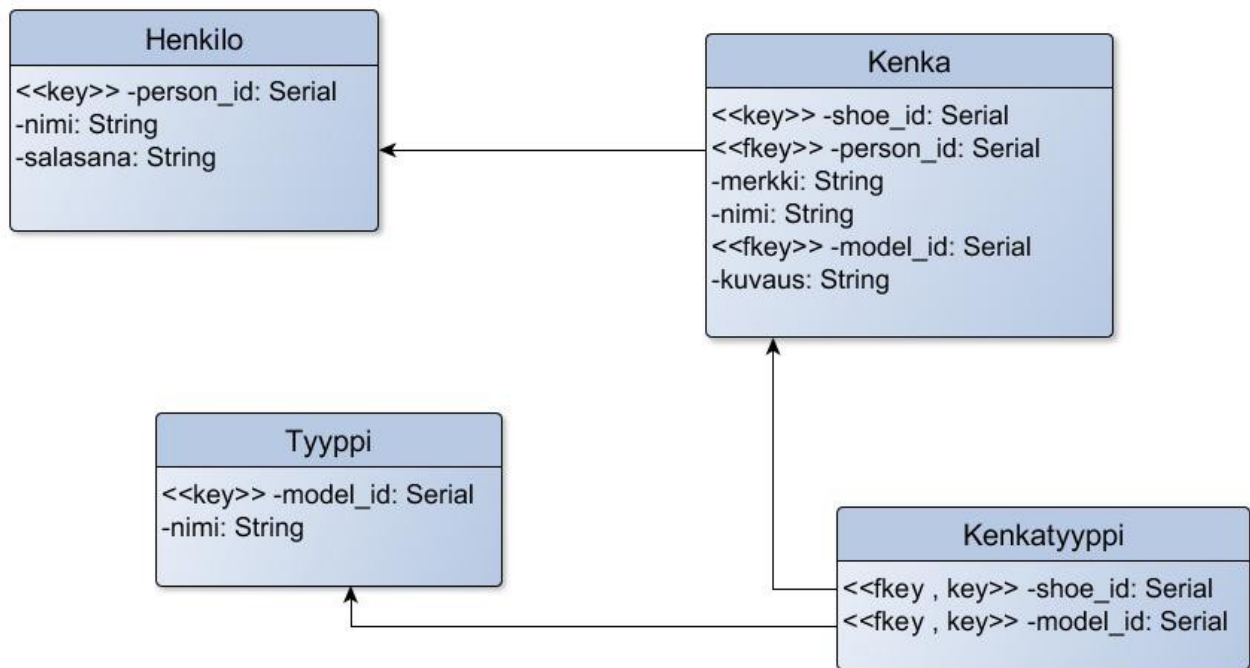 Henkilo
<<key>> -person_id: Serial
-nimi: String
-salasana: String
Kenka
<<key>> -shoe_id: Serial
<<fkey>> -person_id: Serial
-merkki: String
-nimi: String
<<fkey>> -model_id: Serial
-kuvaus: String
Tyyppi
<<key>> -model_id: Serial
-nimi: String
Kenkatyyppi
<<fkey , key>> -shoe_id: Serial
<<fkey , key>> -model_id: Serial